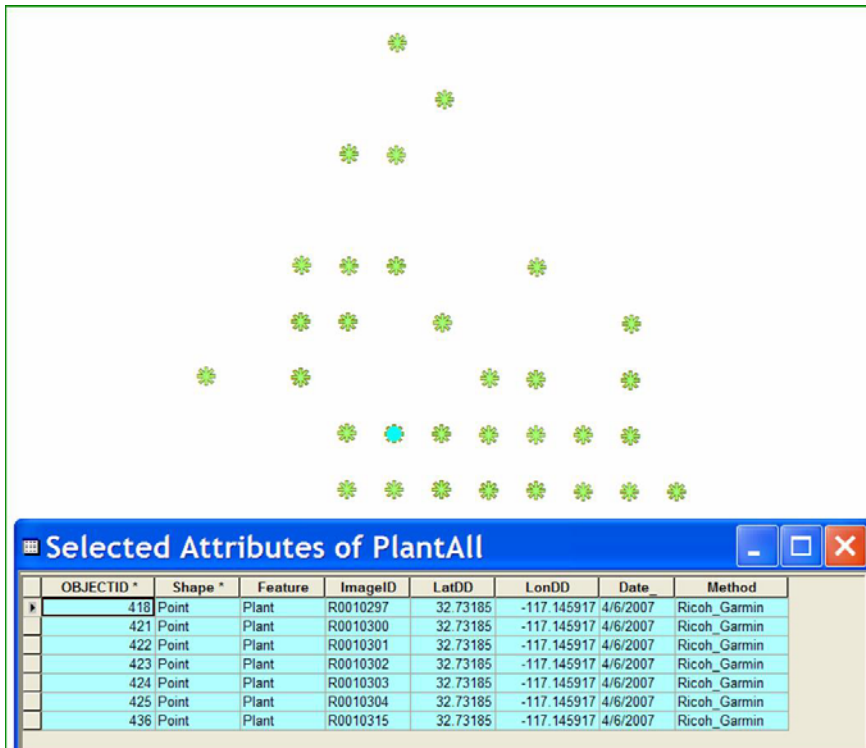 Selected Attributes of PlantAll
OBJECTID * Shape * Feature ImageID LatDD LonDD Date_ Method
418 Point Plant R0010297 32.73185 -117.145917 4/6/2007 Ricoh_Garmin
421 Point Plant R0010300 32.73185 -117.145917 4/6/2007 Ricoh_Garmin
422 Point Plant R0010301 32.73185 -117.145917 4/6/2007 Ricoh_Garmin
423 Point Plant R0010302 32.73185 -117.145917 4/6/2007 Ricoh_Garmin
424 Point Plant R0010303 32.73185 -117.145917 4/6/2007 Ricoh_Garmin
425 Point Plant R0010304 32.73185 -117.145917 4/6/2007 Ricoh_Garmin
436 Point Plant R0010315 32.73185 -117.145917 4/6/2007 Ricoh_Garmin